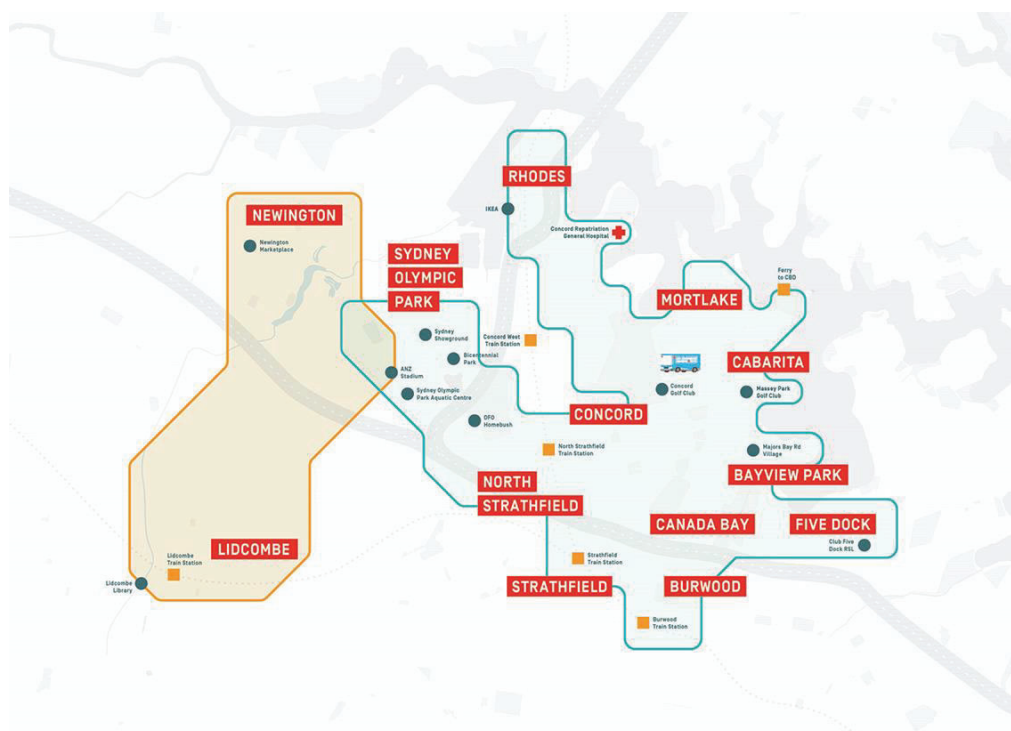 RHODES
IKEA
NEWINGTON
Newington
Marketplace
Concord Repatriation
General Hospital
SYDNEY
OLYMPIC
PARK
Ferry
to CBD
MORTLAKE
Sydney
Showground
Concord West
Train Station
Bicentennial
Park
CABARITA
ANZ
Stadium
Sydney Olympic
Park Aquatic Centre
Concord
Golf Club
Massey Park
Golf Club
CONCORD
DFO
Homebush
North Strathfield
Train Station
Majors Bay Rd
Village
BAYVIEW PARK
NORTH
STRATHFIELD
CANADA BAY
FIVE DOCK
Club Five
Dock RSL
LIDCOMBE
Lidcombe
Train Station
Lidcombe
Library
Strathfield
Train Station
STRATHFIELD
BURWOOD
Burwood
Train Station